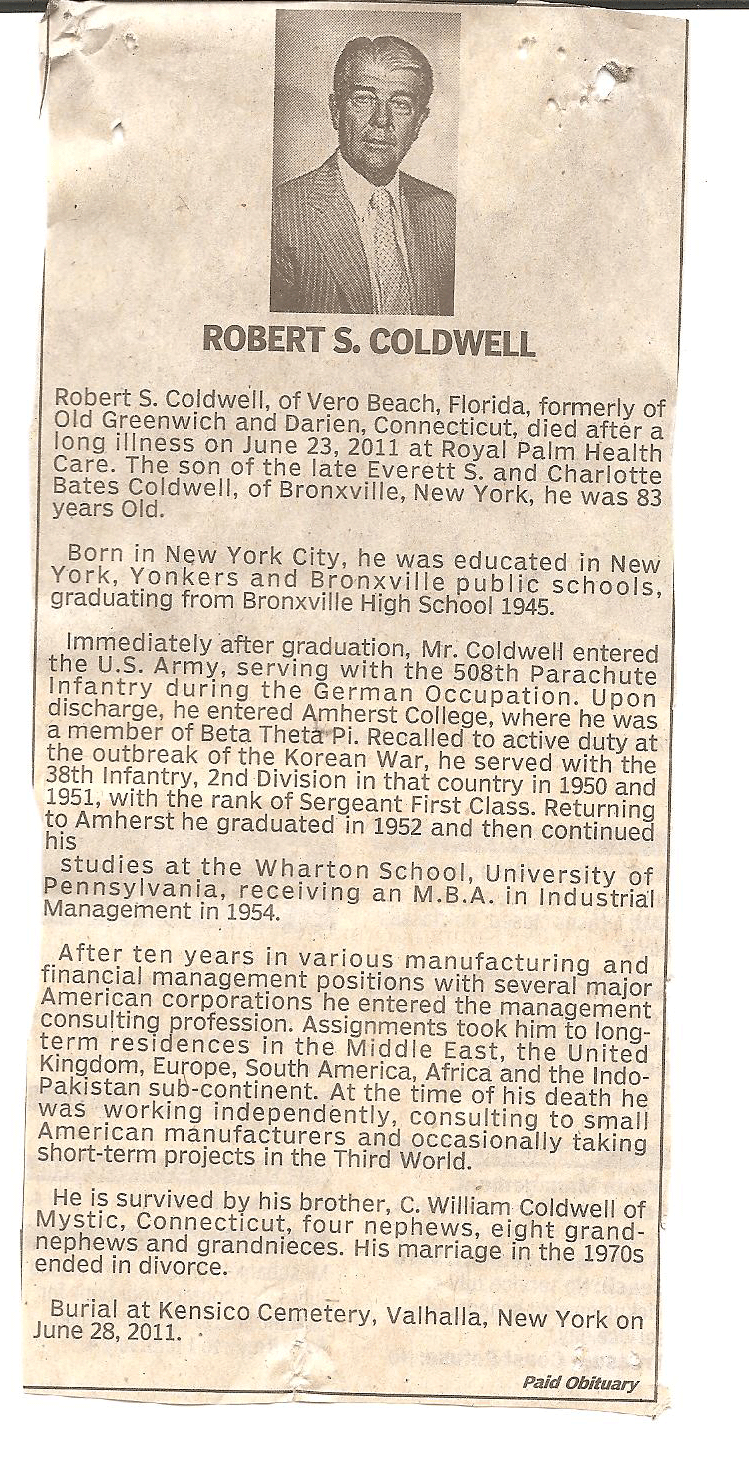 ROBERT S. COLDWELL
Robert S. Coldwell, of Vero Beach, Florida, formerly of
Old Greenwich and Darien, Connecticut, died after a
long illness on June 23, 2011 at Royal Palm Health
Care. The son of the late Everett S. and Charlotte
Bates Coldwell, of Bronxville, New York, he was 83
years Old.
Born in New York City, he was educated in New
York, Yonkers and Bronxville public schools,
graduating from Bronxville High School 1945.
Immediately after graduation, Mr. Coldwell entered
the U.S. Army, serving with the 508th Parachute
Infantry during the German Occupation. Upon
discharge, he entered Amherst College, where he was
a member of Beta Theta Pi. Recalled to active duty at
the outbreak of the Korean War, he served with the
38th Infantry, 2nd Division in that country in 1950 and
1951, with the rank of Sergeant First Class. Returning
to Amherst he graduated in 1952 and then continued
his
studies at the Wharton School, University of
Pennsylvania, receiving an M.B.A. in Industrial
Management in 1954.
After ten years in various manufacturing and
financial management positions with several major
American corporations he entered the management
consulting profession. Assignments took him to long-
term residences in the Middle East, the United
Kingdom, Europe, South America, Africa and the Indo-
Pakistan sub-continent. At the time of his death he
was working independently, consulting to small
American manufacturers and occasionally taking
short-term projects in the Third World.
He is survived by his brother, C. William Coldwell of
Mystic, Connecticut, four nephews, eight grand-
nephews and grandnieces. His marriage in the 1970s
ended in divorce.
Burial at Kensico Cemetery, Valhalla, New York on
June 28, 2011.
Paid Obituary